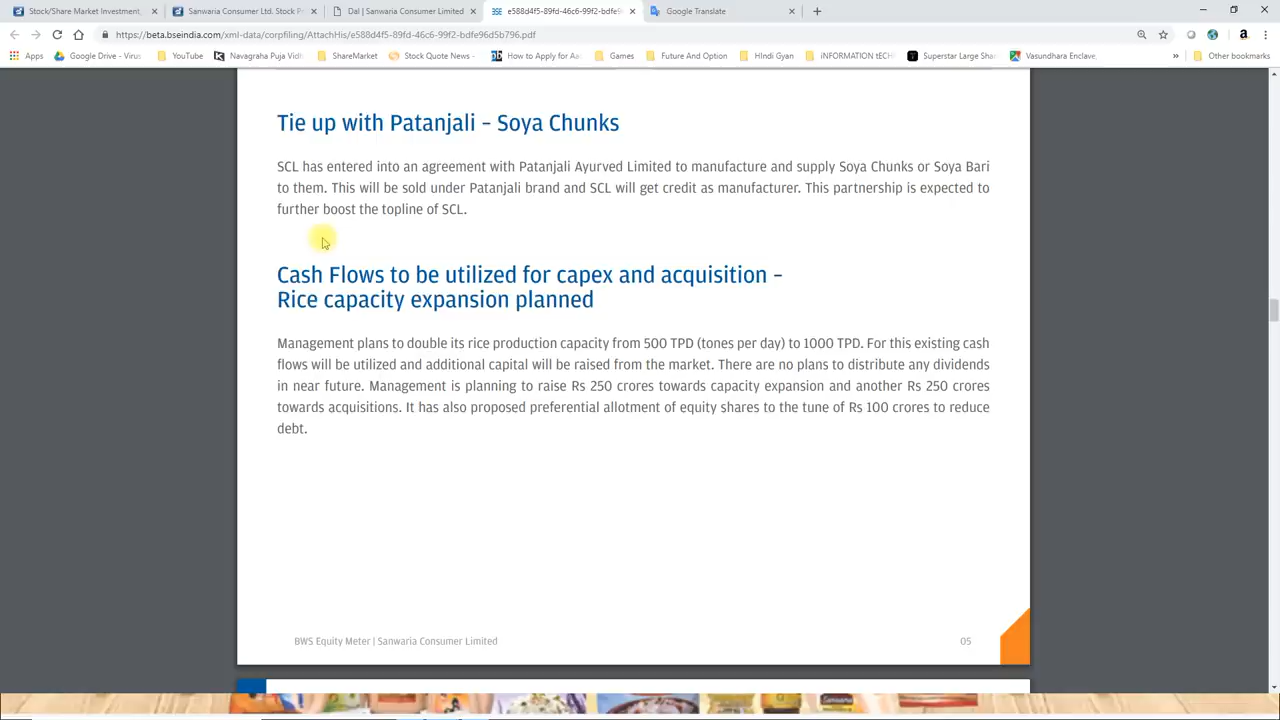 Stock/Share Market Investment,
Sanwaria Consumer Ltd. Stock P
Dal | Sanwaria Consumer Limited
e588d4f5-89fd-46c6-99f2-bdfe9
Google Translate
https://beta.bseindia.com/xml-data/corpfiling/AttachHis/e588d4f5-89fd-46c6-99f2-bdfe96d5b796.pdf
Apps
Google Drive - Virus
YouTube
Navagraha Puja Vidh
ShareMarket
Stock Quote News -
How to Apply for Aa
Games
Future And Option
HIndi Gyan
iNFORMATION tECH
Superstar Large Shar
Vasundhara Enclave,
»
Other bookmarks
Tie up with Patanjali – Soya Chunks
SCL has entered into an agreement with Patanjali Ayurved Limited to manufacture and supply Soya Chunks or Soya Bari
to them. This will be sold under Patanjali brand and SCL will get credit as manufacturer. This partnership is expected to
further boost the topline of SCL.
Cash Flows to be utilized for capex and acquisition –
Rice capacity expansion planned
Management plans to double its rice production capacity from 500 TPD (tones per day) to 1000 TPD. For this existing cash
flows will be utilized and additional capital will be raised from the market. There are no plans to distribute any dividends
in near future. Management is planning to raise Rs 250 crores towards capacity expansion and another Rs 250 crores
towards acquisitions. It has also proposed preferential allotment of equity shares to the tune of Rs 100 crores to reduce
debt.
BWS Equity Meter | Sanwaria Consumer Limited
05